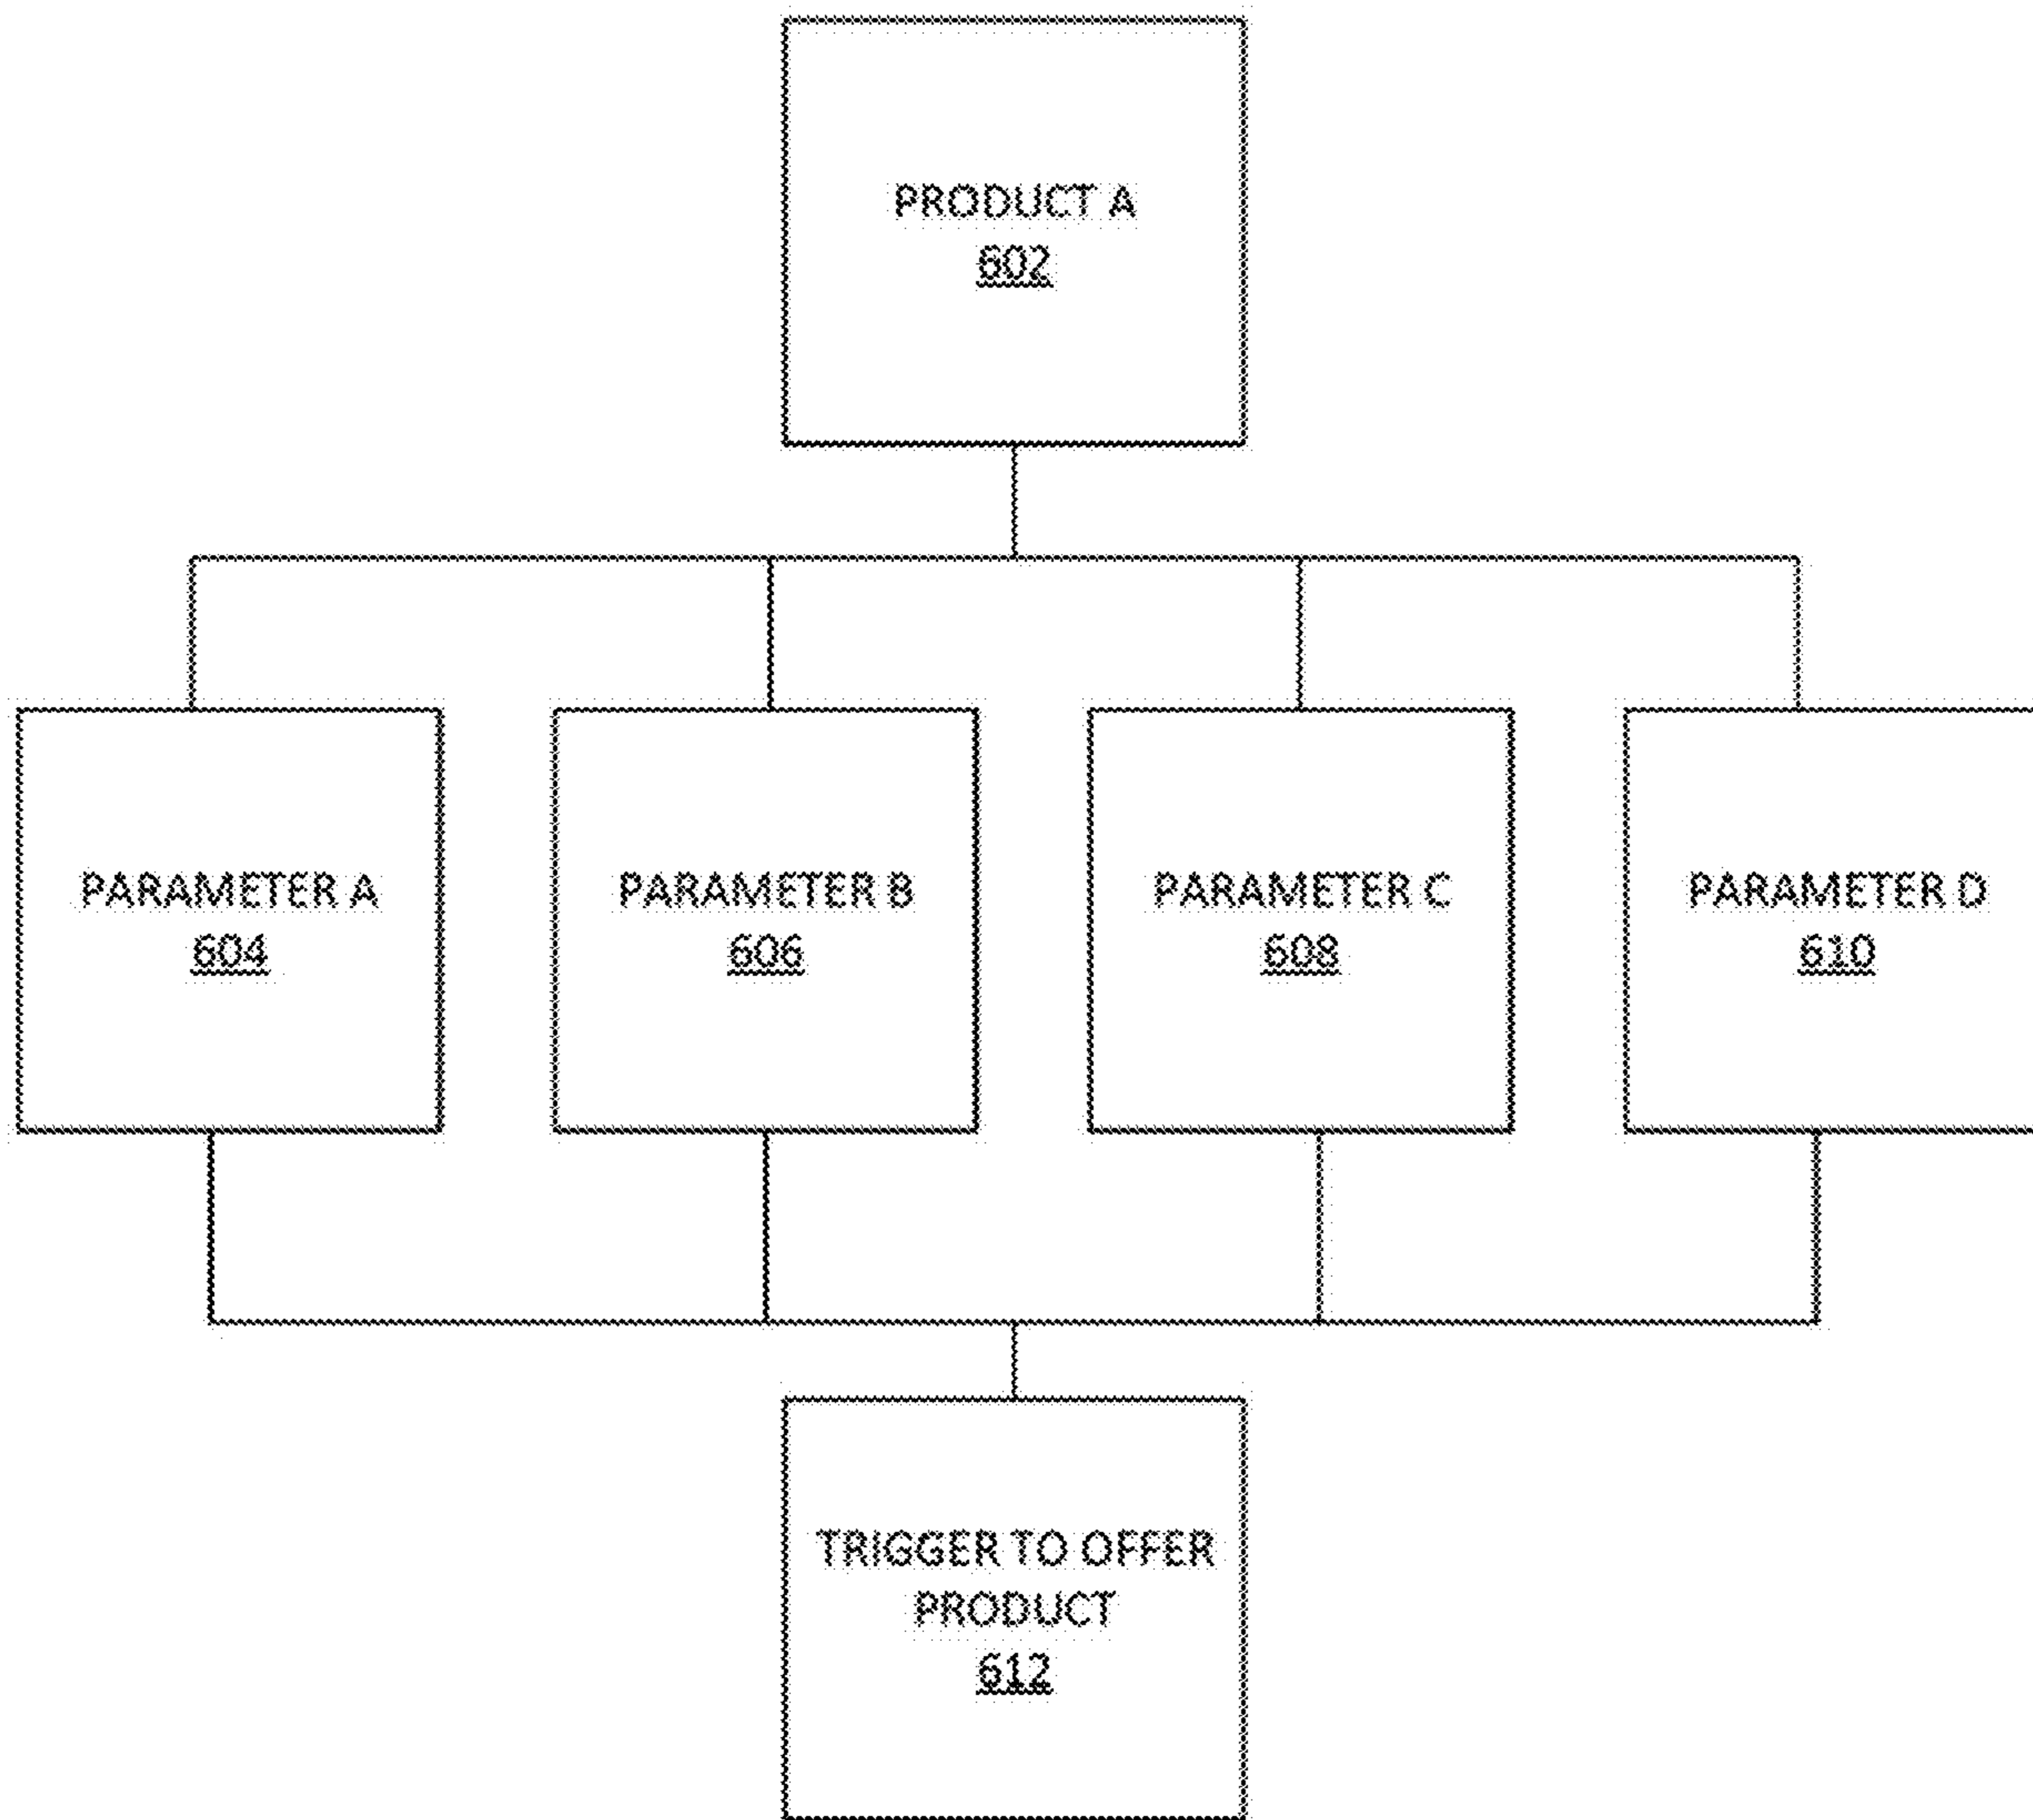 PRODUCT A
602
PARAMETER A
604
PARAMETER B
606
PARAMETER C
608
PARAMETER D
610
TRIGGER TO OFFER
PRODUCT
612